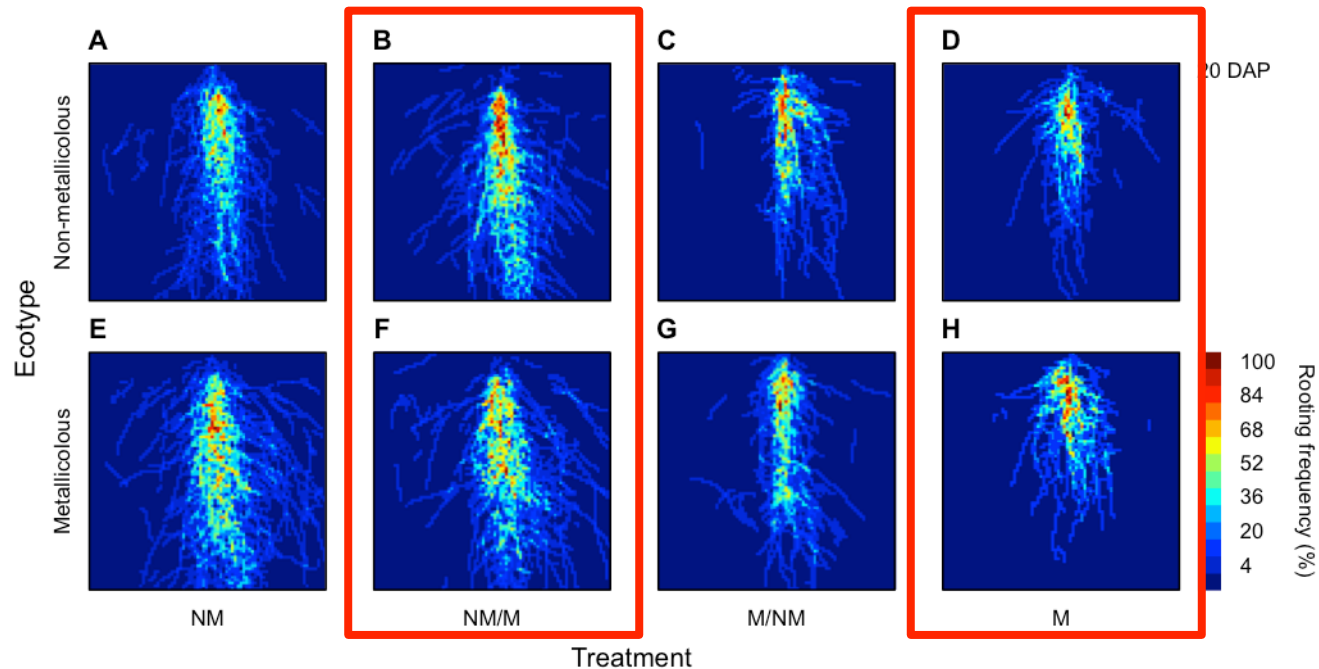 A
B
C
D
20 DAP
Non-metallicolous
Ecotype
E
F
G
H
Metallicolous
100
84
68
52
36
20
4
Rooting frequency (%)
NM
NM/M
M/NM
M
Treatment